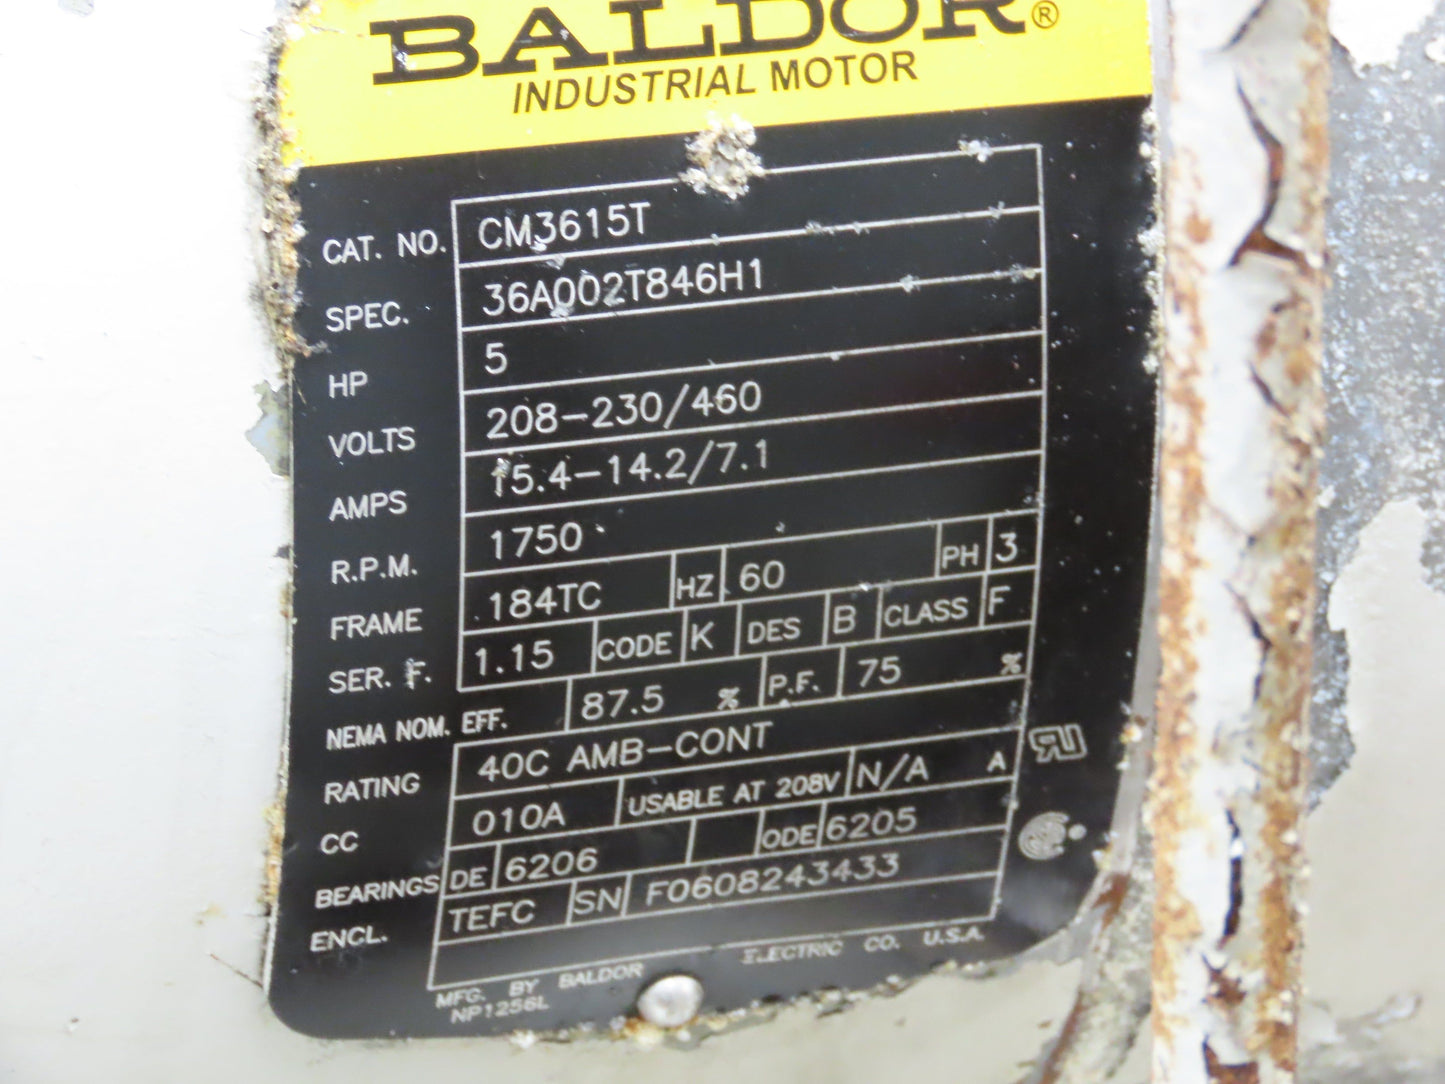 BALDOR®
INDUSTRIAL MOTOR
CAT. NO. CM3615T
SPEC. 36A002T846H1
HP 5
VOLTS 208-230/460
AMPS 15.4-14.2/7.1
R.P.M. 1750
FRAME 184TC HZ 60 PH 3
SER. F. 1.15 CODE K DES B CLASS F
NEMA NOM. EFF. 87.5 % P.F. 75 %
RATING 40C AMB-CONT
CC 010A USABLE AT 208V N/A A
BEARINGS DE 6206 ODE 6205
ENCL. TEFC SN F0608243433
MFG. BY BALDOR ELECTRIC CO. U.S.A.
NP1256L